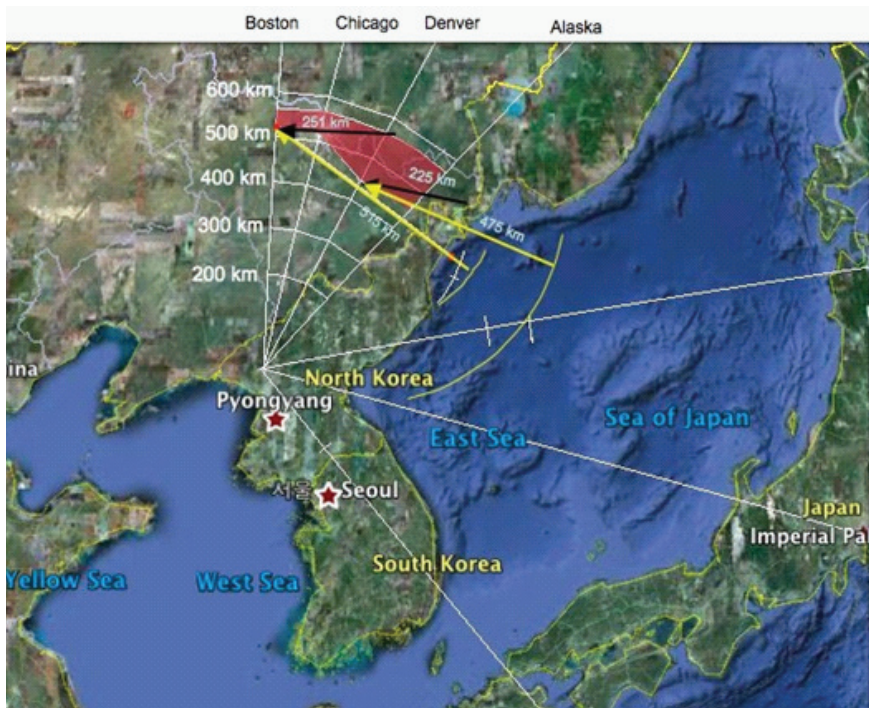 Boston Chicago Denver Alaska
600 km
251 km
500 km
225 km
400 km
515 km
475 km
300 km
200 km
ina
North Korea
Pyongyang
East Sea
Sea of Japan
서울 Seoul
Japan
Imperial Pa
South Korea
Yellow Sea
West Sea